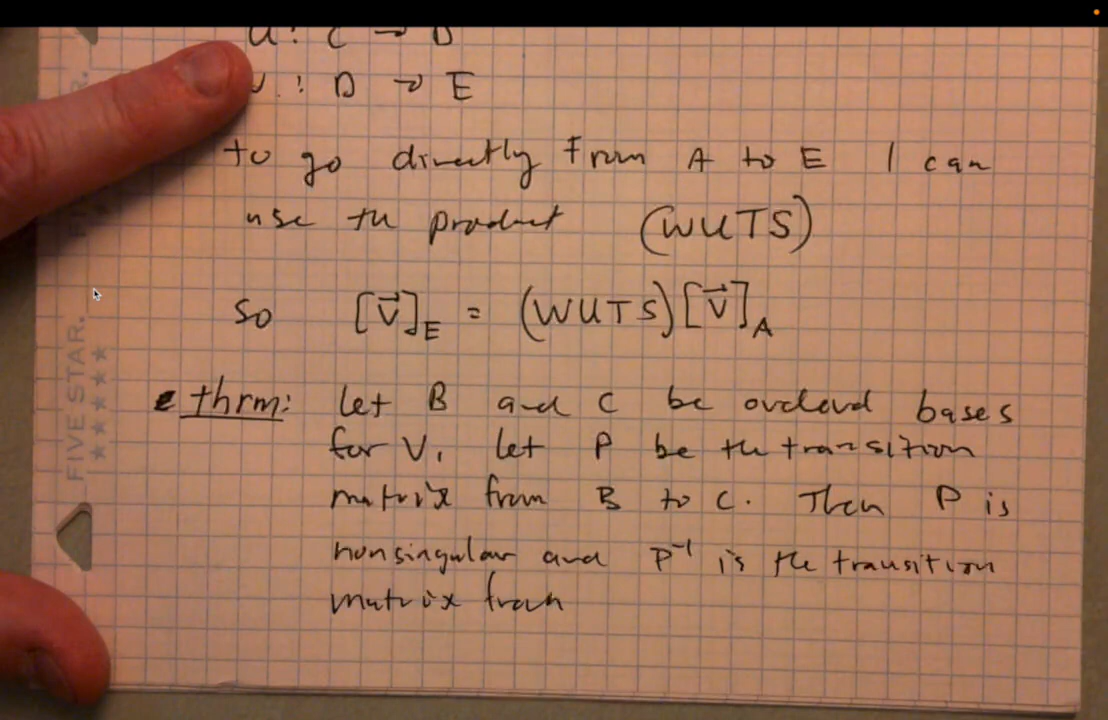 U : C → D
: D → E
to go directly from A to E I can
use the product (WUTS)
so [v⃗]_E = (WUTS)[v⃗]_A
thrm: let B and C be ordered bases
for V. let P be the transition
matrix from B to C. Then P is
nonsingular and P⁻¹ is the transition
matrix from
FIVE STAR.
★★★★★